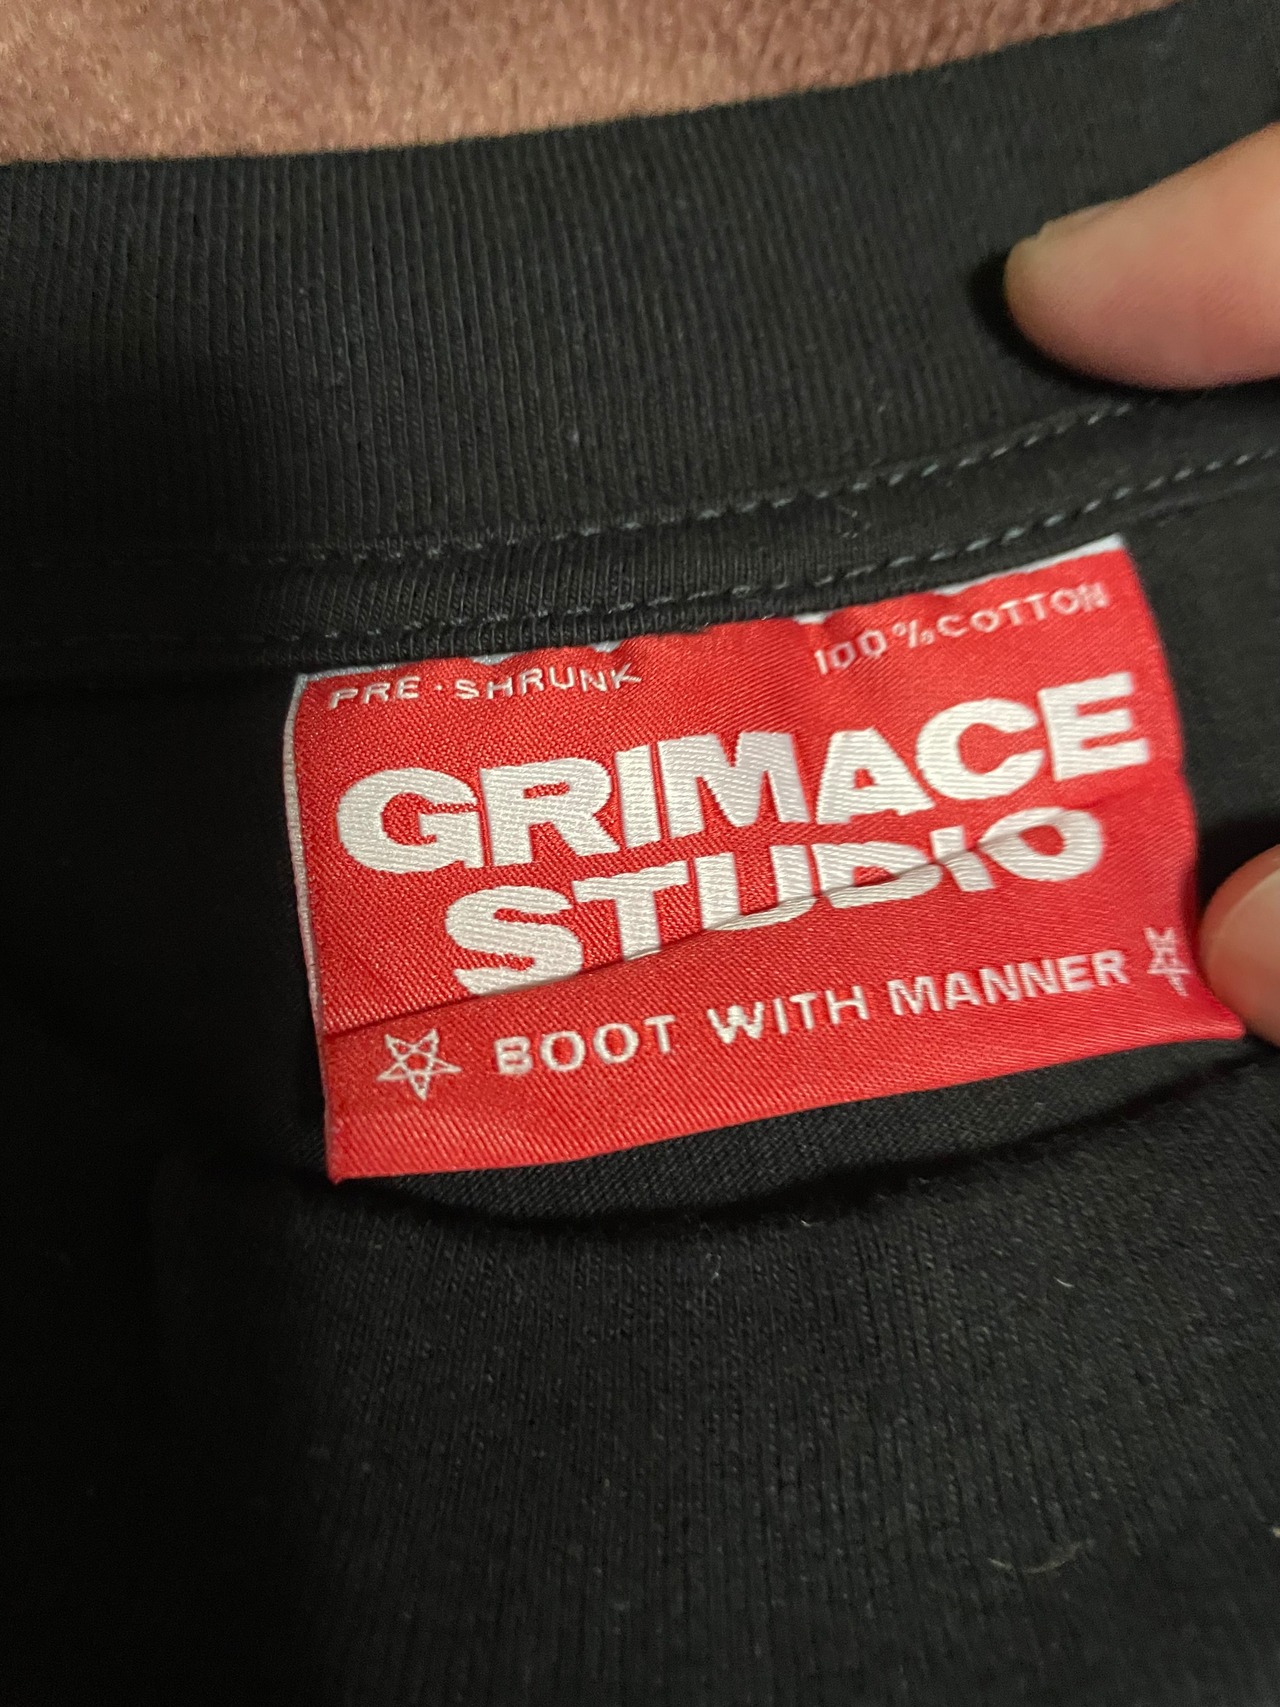 PRE·SHRUNK 100% COTTON
GRIMACE
STUDIO
BOOT WITH MANNER